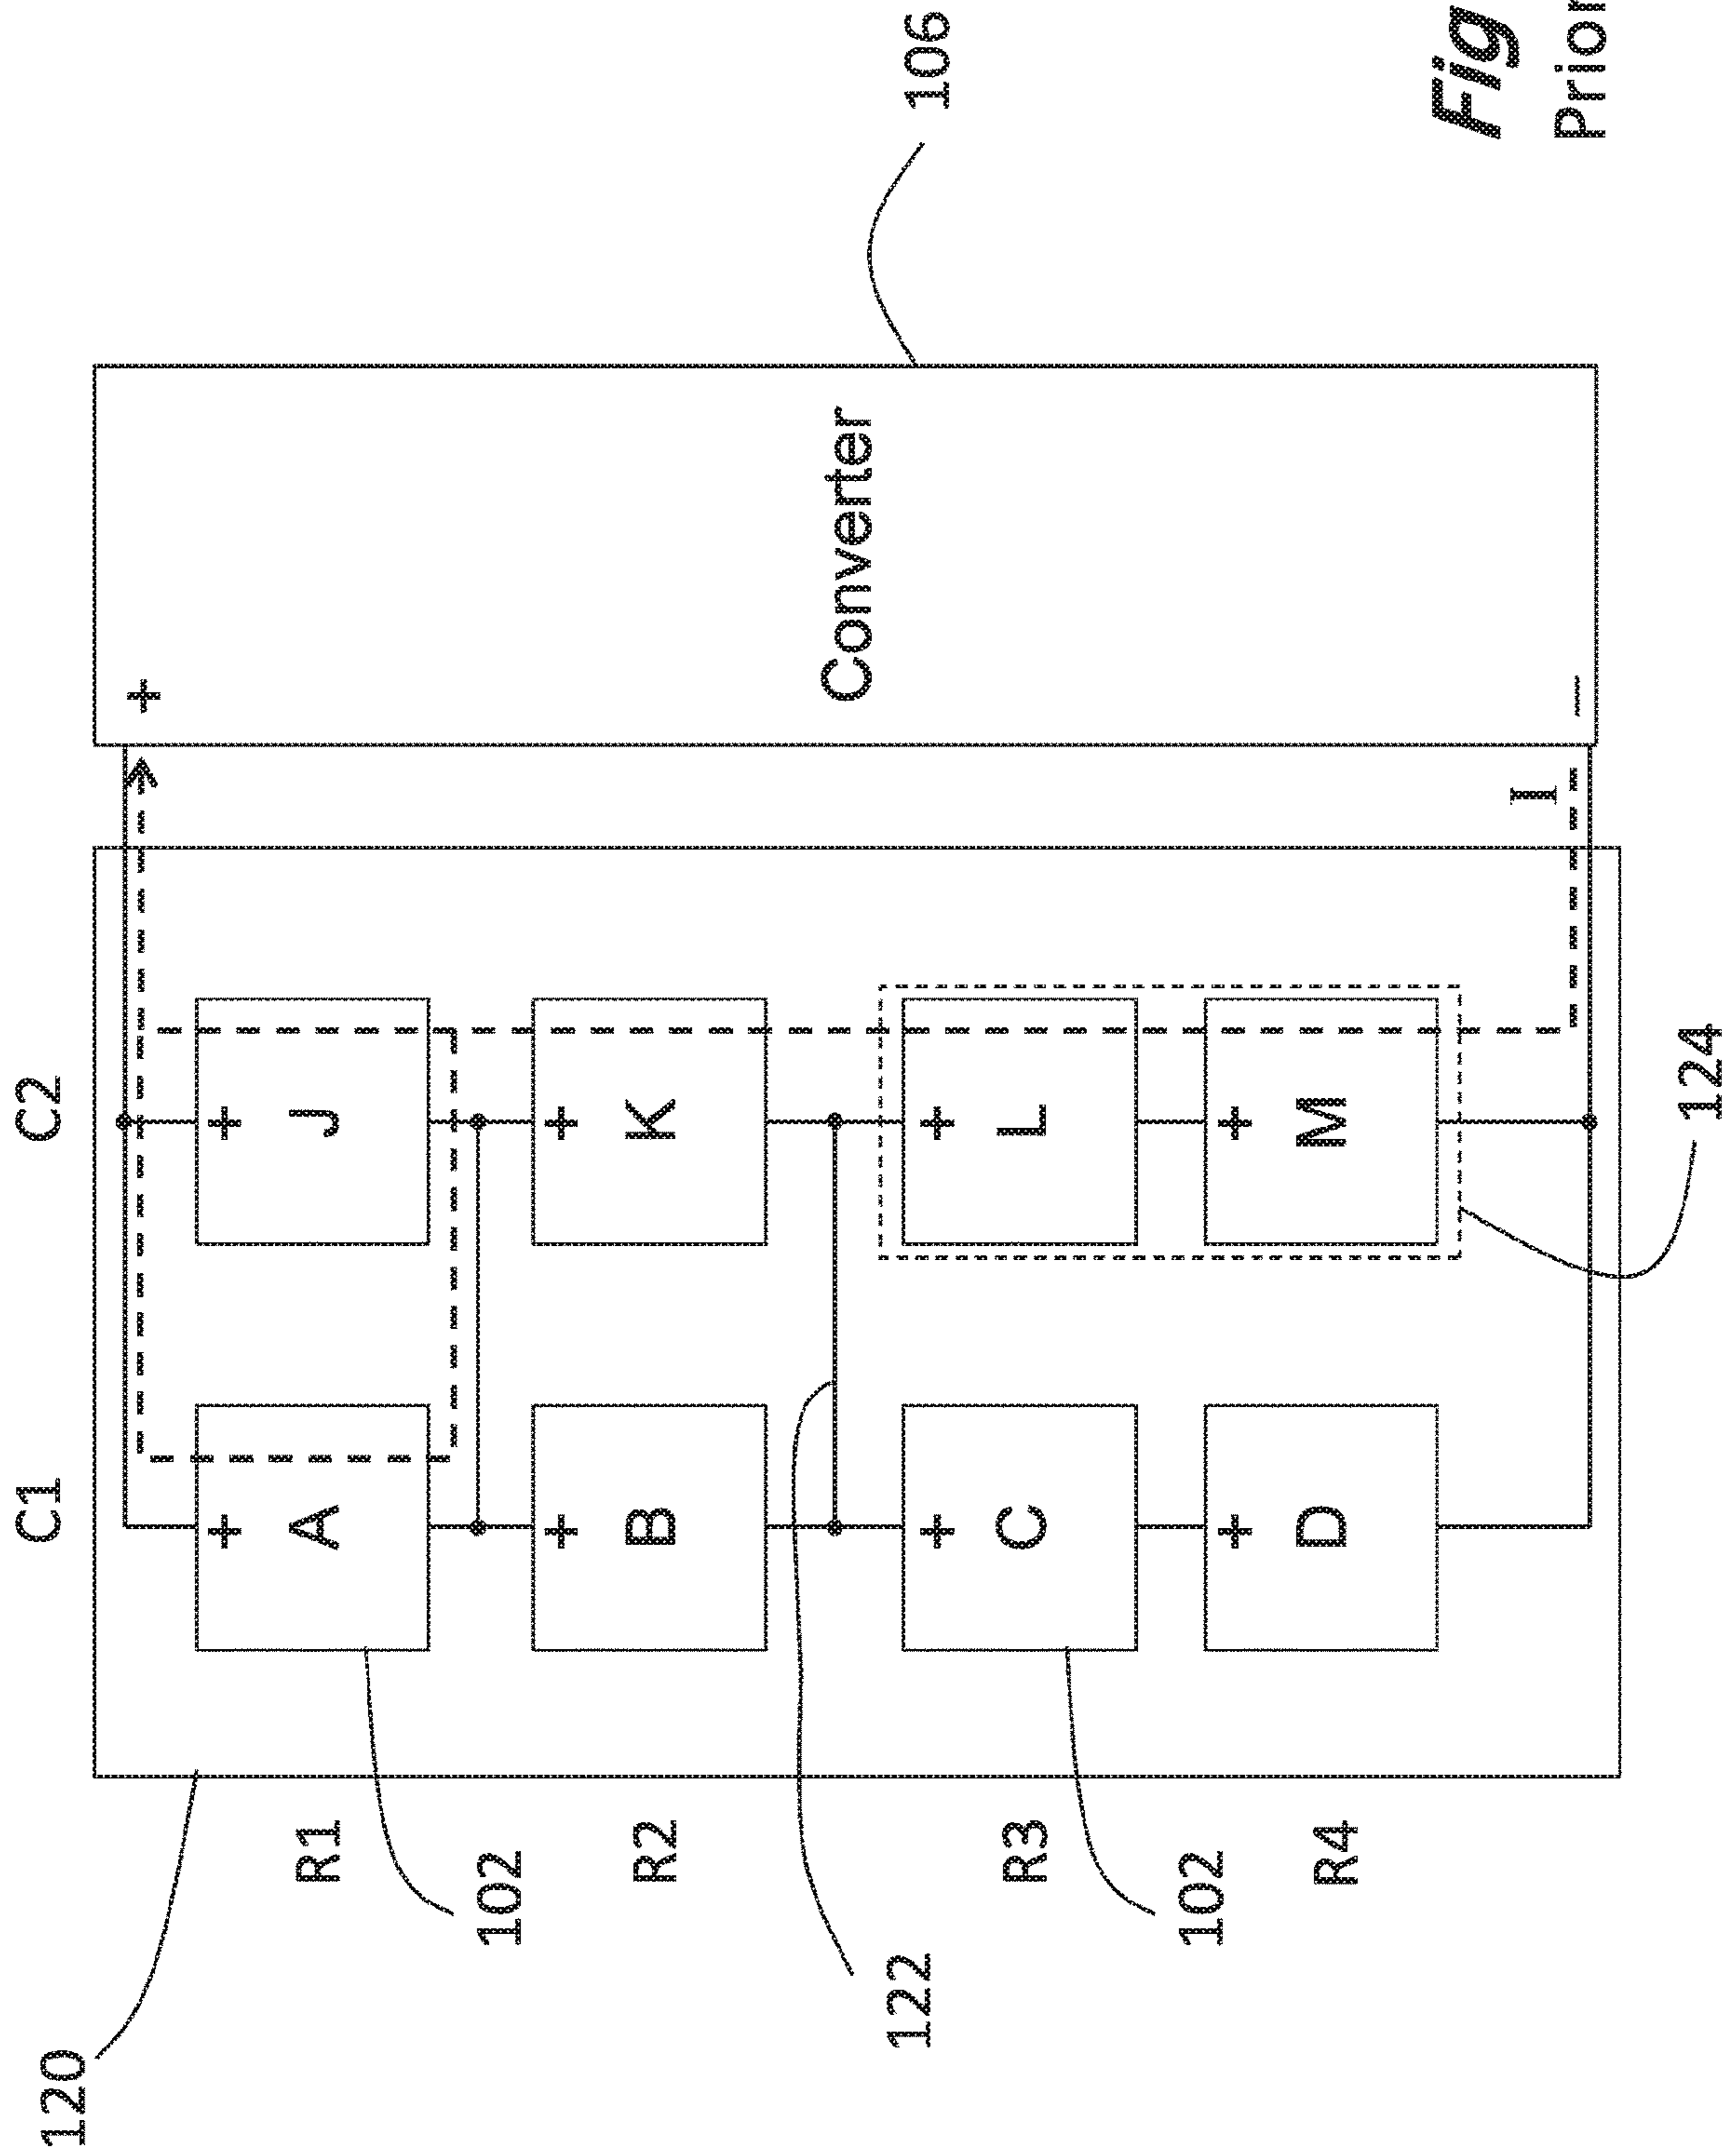 120
C1 C2
+
+ +
R1 A J
102
+ +
R2 B K
Converter
122
106
+ +
R3 C L
102
+ +
R4 D M
Fig
I
−
Prior
124